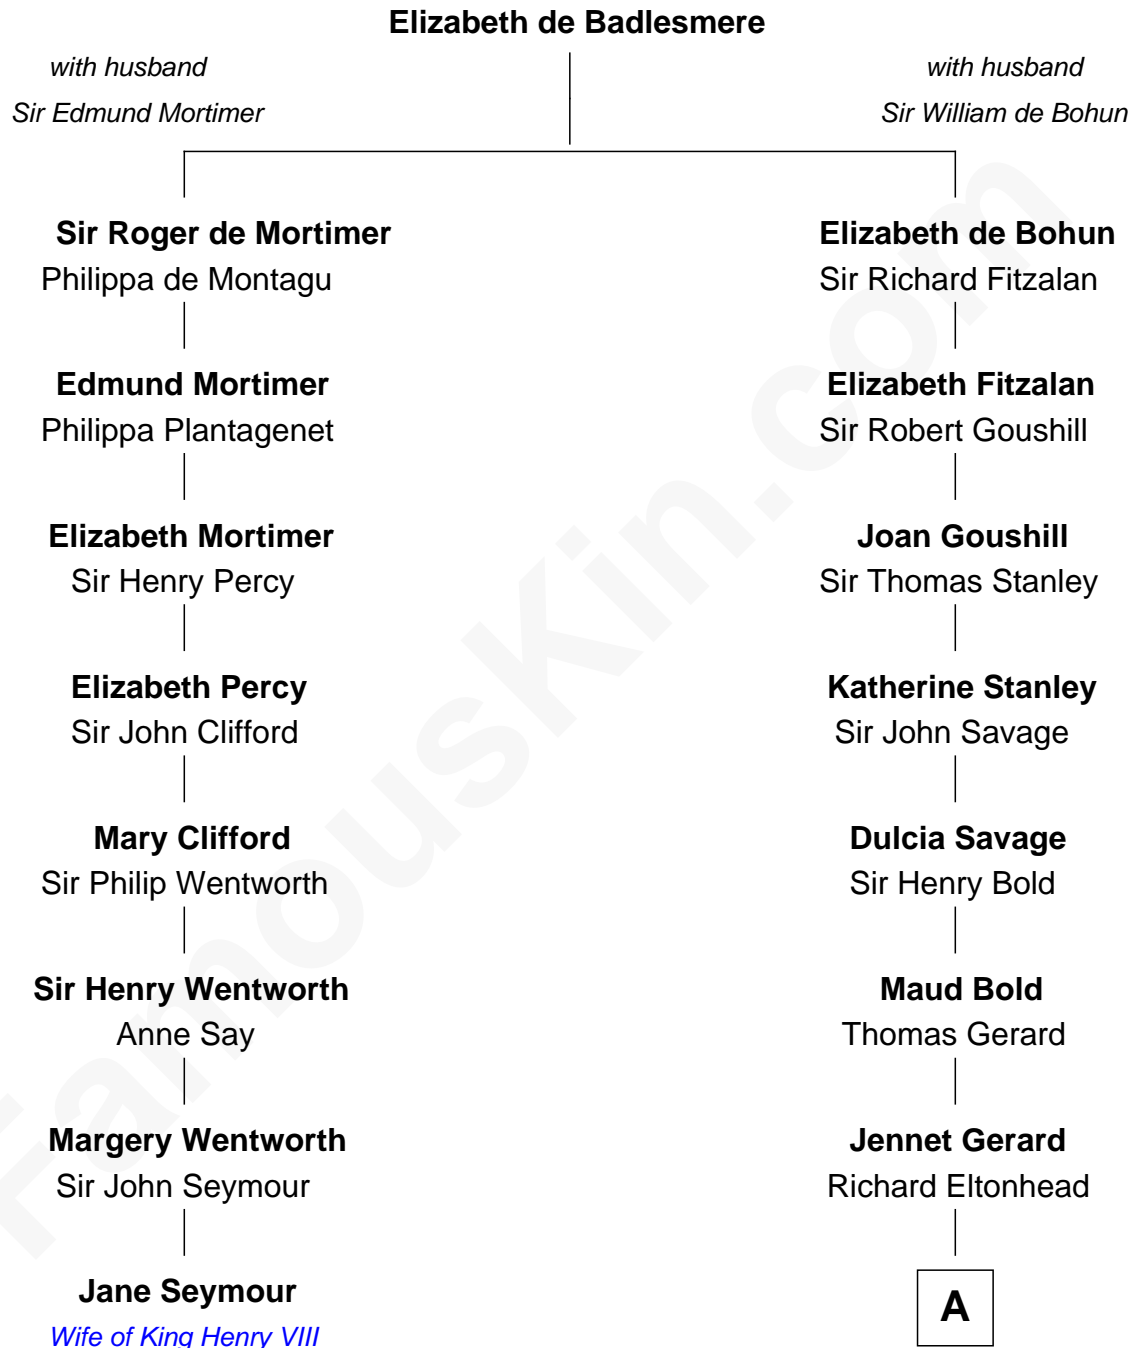 Elizabeth de Badlesmere
with husband
Sir Edmund Mortimer
with husband
Sir William de Bohun
Sir Roger de Mortimer
Philippa de Montagu
Elizabeth de Bohun
Sir Richard Fitzalan
Edmund Mortimer
Philippa Plantagenet
Elizabeth Fitzalan
Sir Robert Goushill
Elizabeth Mortimer
Sir Henry Percy
Joan Goushill
Sir Thomas Stanley
Elizabeth Percy
Sir John Clifford
Katherine Stanley
Sir John Savage
Mary Clifford
Sir Philip Wentworth
Dulcia Savage
Sir Henry Bold
Sir Henry Wentworth
Anne Say
Maud Bold
Thomas Gerard
Margery Wentworth
Sir John Seymour
Jennet Gerard
Richard Eltonhead
Jane Seymour
Wife of King Henry VIII
A
FamousKin.com